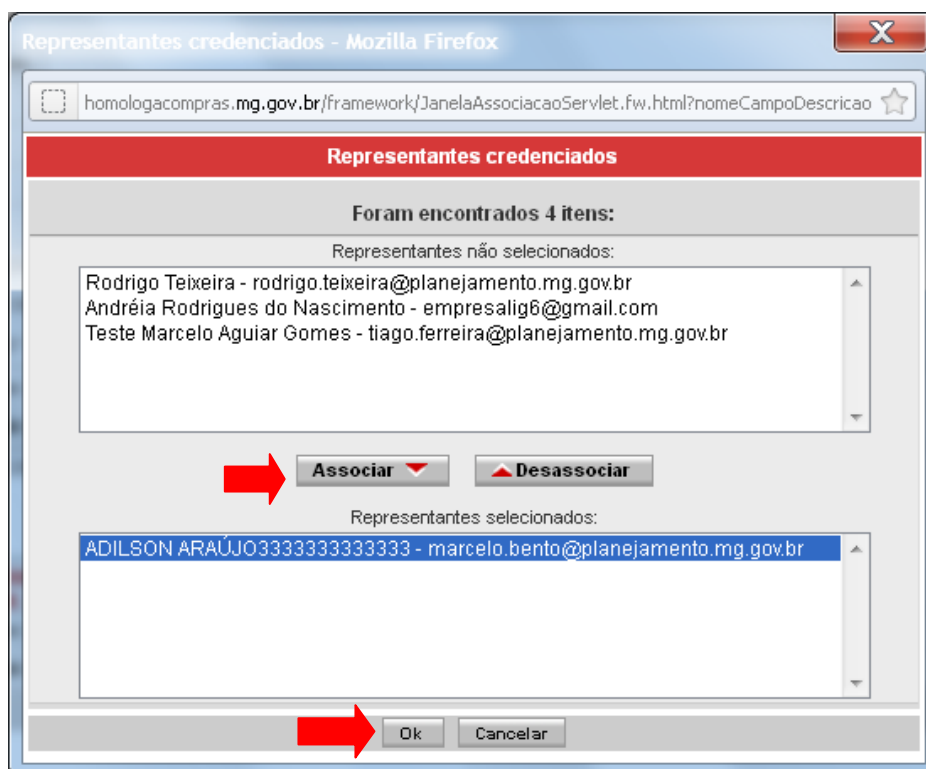 Representantes credenciados - Mozilla Firefox
X
homologacompras.mg.gov.br/framework/JanelaAssociacaoServlet.fw.html?nomeCampoDescricao
Representantes credenciados
Foram encontrados 4 itens:
Representantes não selecionados:
Rodrigo Teixeira - rodrigo.teixeira@planejamento.mg.gov.br
Andréia Rodrigues do Nascimento - empresalig6@gmail.com
Teste Marcelo Aguiar Gomes - tiago.ferreira@planejamento.mg.gov.br
Associar Desassociar
Representantes selecionados:
ADILSON ARAÚJO3333333333333 - marcelo.bento@planejamento.mg.gov.br
Ok Cancelar